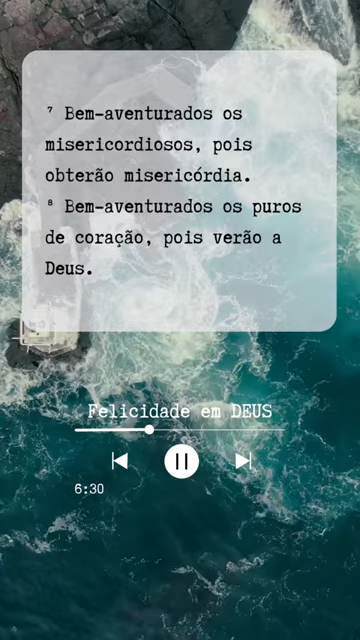 ⁷ Bem-aventurados os
misericordiosos, pois
obterão misericórdia.
⁸ Bem-aventurados os puros
de coração, pois verão a
Deus.
Felicidade em DEUS
6:30